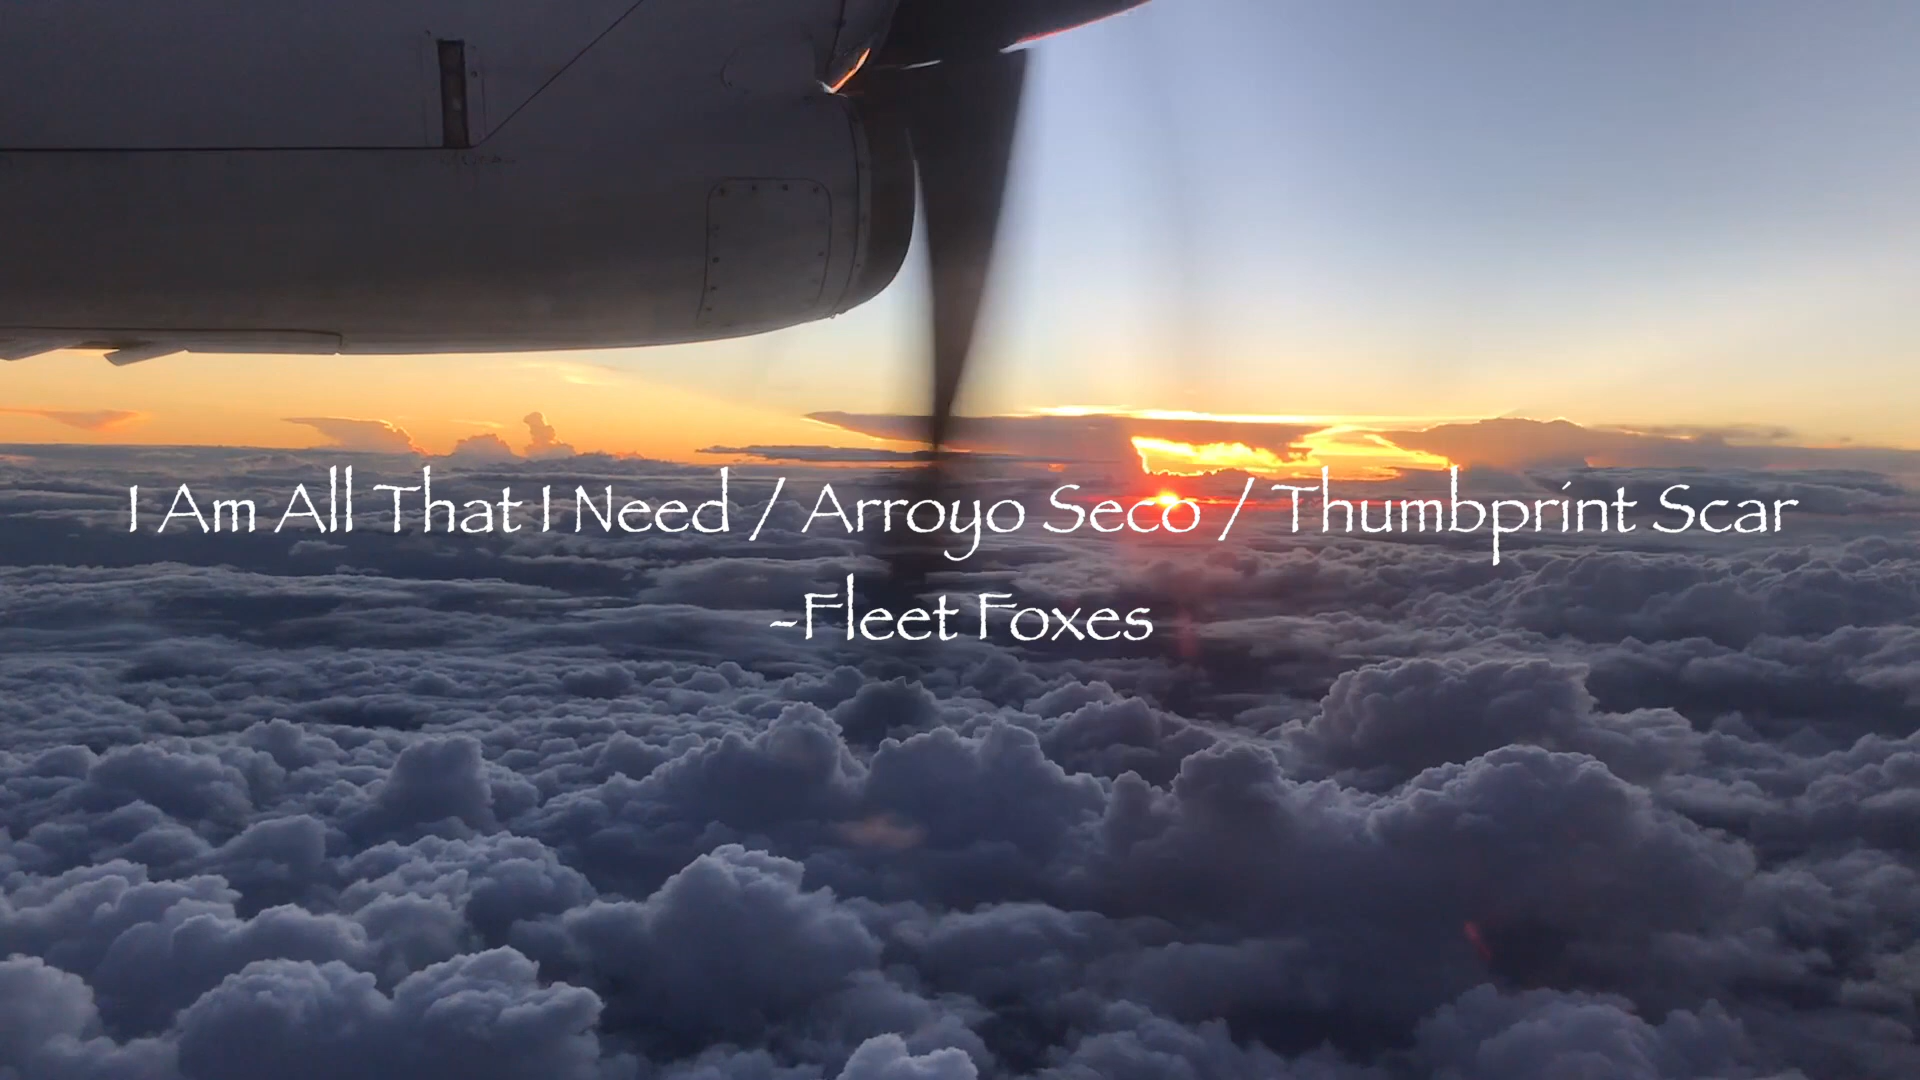 I Am All That I Need / Arroyo Seco / Thumbprint Scar
-Fleet Foxes